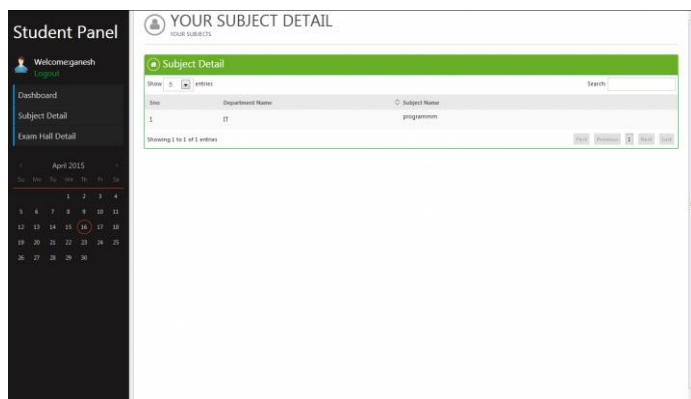 Student Panel
Welcome:ganesh
Logout
Dashboard
Subject Detail
Exam Hall Detail
April 2015
Su Mo Tu We Th Fr Sa
1 2 3 4
5 6 7 8 9 10 11
12 13 14 15 16 17 18
19 20 21 22 23 24 25
26 27 28 29 30
YOUR SUBJECT DETAIL
YOUR SUBJECTS
Subject Detail
Show 5 entries Search:
Sno Department Name Subject Name
1 IT programmm
Showing 1 to 1 of 1 entries
First Previous 1 Next Last